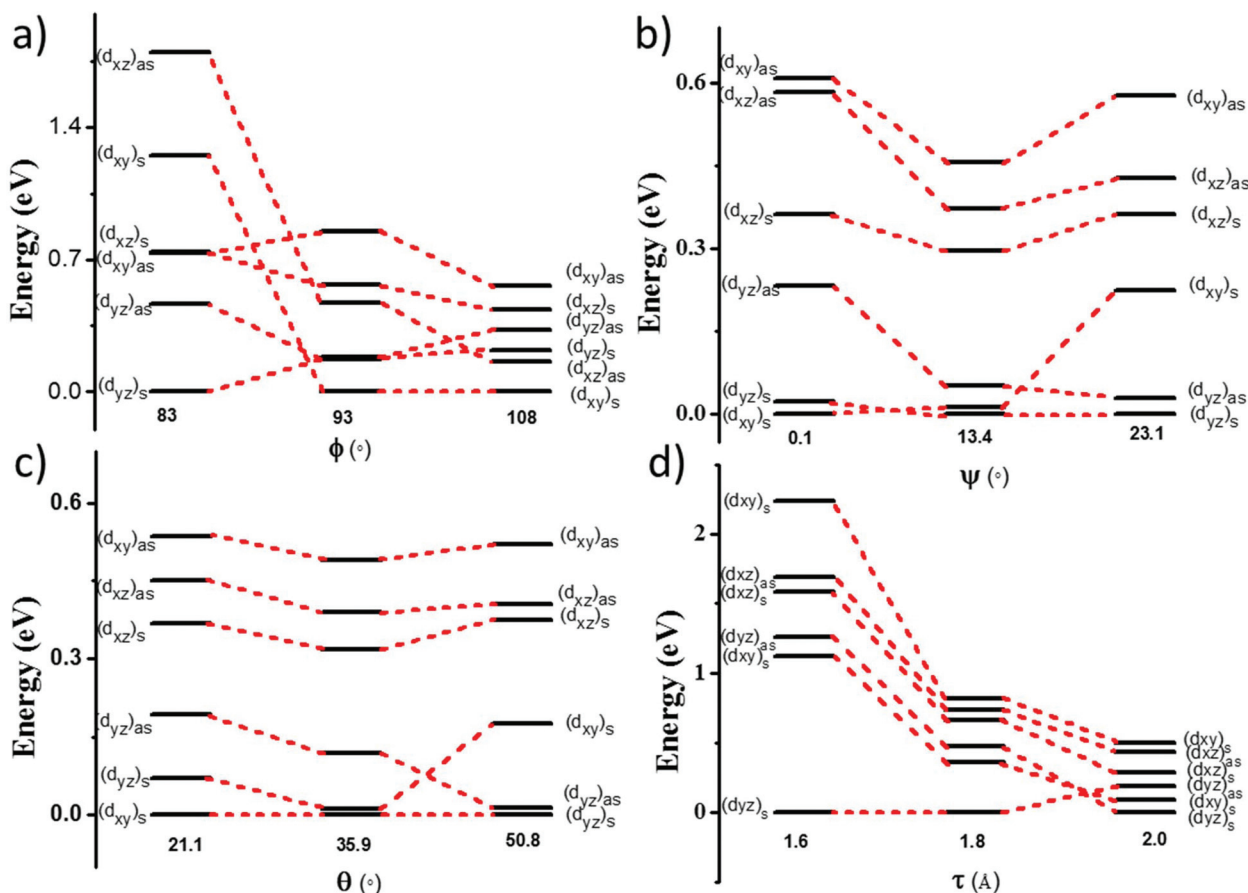 a)
Energy (eV)
1.4
0.7
0.0
(dxz)as
(dxy)s
(dxz)s
(dxy)as
(dyz)as
(dyz)s
(dxy)as
(dxz)s
(dyz)as
(dyz)s
(dxz)as
(dxy)s
83 93 108
ϕ (○)
b)
Energy (eV)
0.6
0.3
0.0
(dxy)as
(dxz)as
(dxz)s
(dyz)as
(dyz)s
(dxy)s
(dxy)as
(dxz)as
(dxz)s
(dxy)s
(dyz)as
(dyz)s
0.1 13.4 23.1
ψ (○)
c)
Energy (eV)
0.6
0.3
0.0
(dxy)as
(dxz)as
(dxz)s
(dyz)as
(dyz)s
(dxy)s
(dxy)as
(dxz)as
(dxz)s
(dxy)s
(dyz)as
(dyz)s
21.1 35.9 50.8
θ (○)
d)
Energy (eV)
2
1
0
(dxy)s
(dxz)as
(dxz)s
(dyz)as
(dxy)s
(dyz)s
(dxy)s
(dxz)as
(dxz)s
(dyz)as
(dxy)s
(dyz)s
1.6 1.8 2.0
τ (Å)